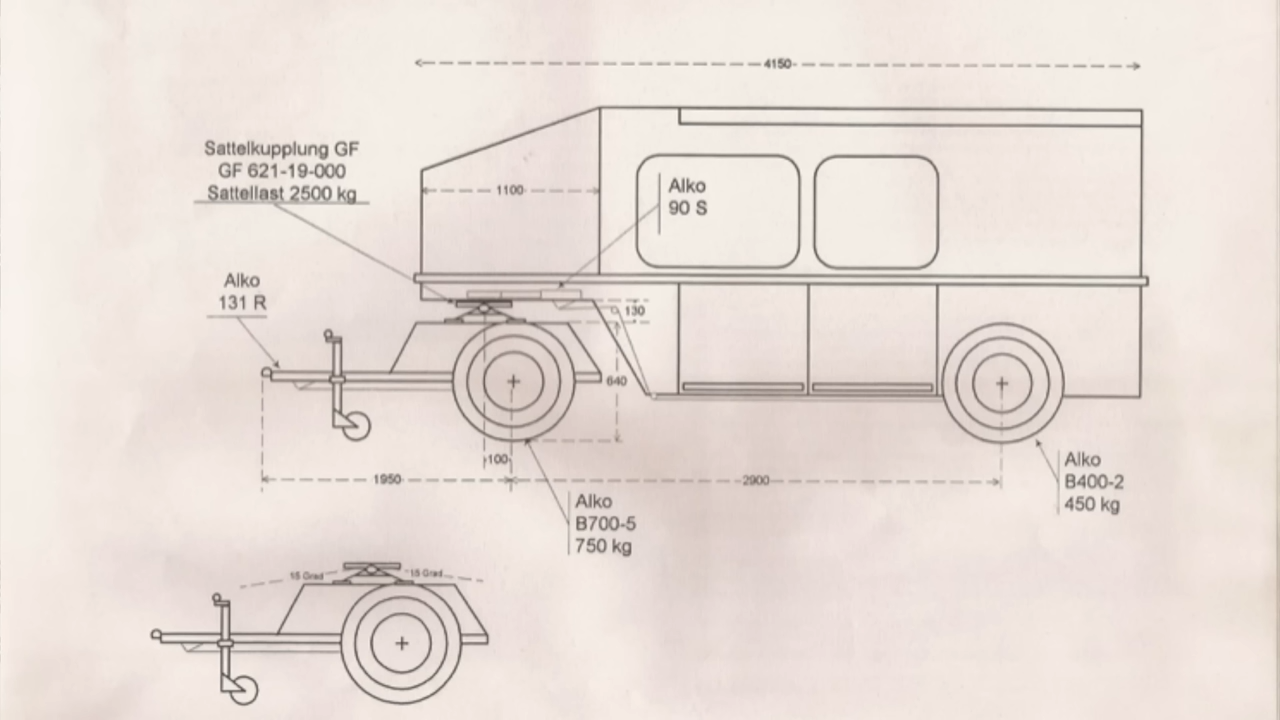 4150
Sattelkupplung GF
GF 621-19-000
Sattellast 2500 kg
1100
Alko
90 S
Alko
131 R
130
640
100
1950
2900
Alko
B400-2
450 kg
Alko
B700-5
750 kg
15 Grad
15 Grad